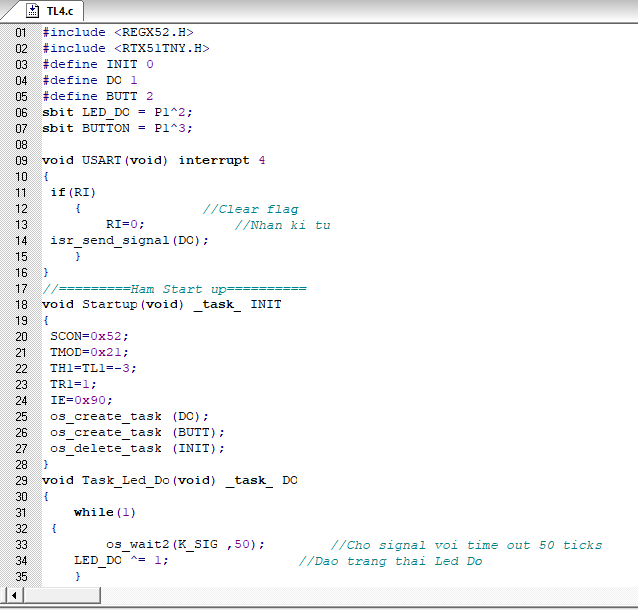 TL4.c
01 #include <REGX52.H>
02 #include <RTX51TNY.H>
03 #define INIT 0
04 #define DO 1
05 #define BUTT 2
06 sbit LED_DO = P1^2;
07 sbit BUTTON = P1^3;
08
09 void USART(void) interrupt 4
10 {
11 if(RI)
12 { //Clear flag
13 RI=0; //Nhan ki tu
14 isr_send_signal(DO);
15 }
16 }
17 //=========Ham Start up==========
18 void Startup(void) _task_ INIT
19 {
20 SCON=0x52;
21 TMOD=0x21;
22 TH1=TL1=-3;
23 TR1=1;
24 IE=0x90;
25 os_create_task (DO);
26 os_create_task (BUTT);
27 os_delete_task (INIT);
28 }
29 void Task_Led_Do(void) _task_ DO
30 {
31 while(1)
32 {
33 os_wait2(K_SIG ,50); //Cho signal voi time out 50 ticks
34 LED_DO ^= 1; //Dao trang thai Led Do
35 }